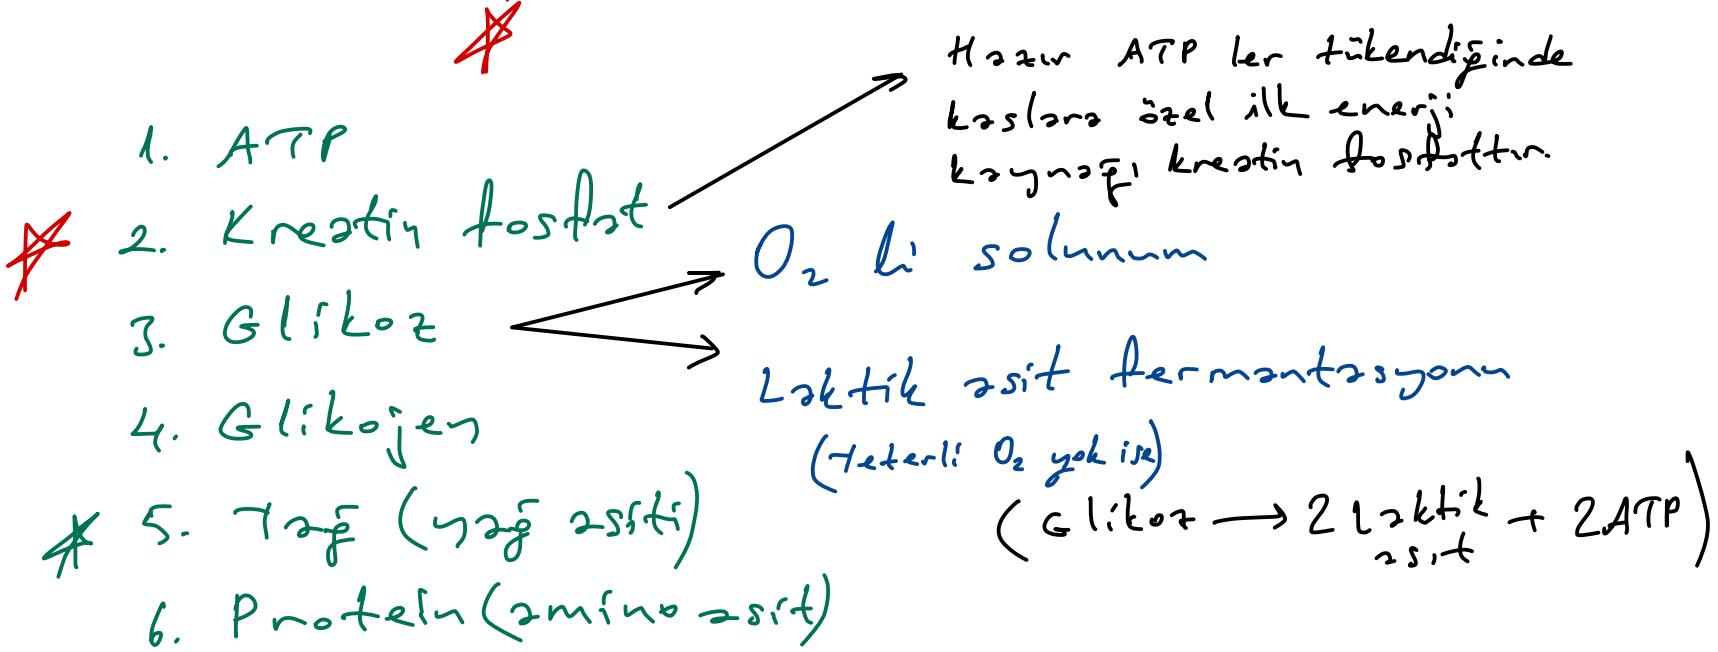 1. ATP
2. Kreatin fosfat
3. Glikoz
4. Glikojen
5. Yağ (yağ asiti)
6. Protein (amino asit)
Hazır ATP ler tükendiğinde
kaslara özel ilk enerji
kaynağı kreatin fosfattır.
O₂ li solunum
Laktik asit fermantasyonu
(Yeterli O₂ yok ise)
(Glikoz → 2 Laktik asit + 2ATP)